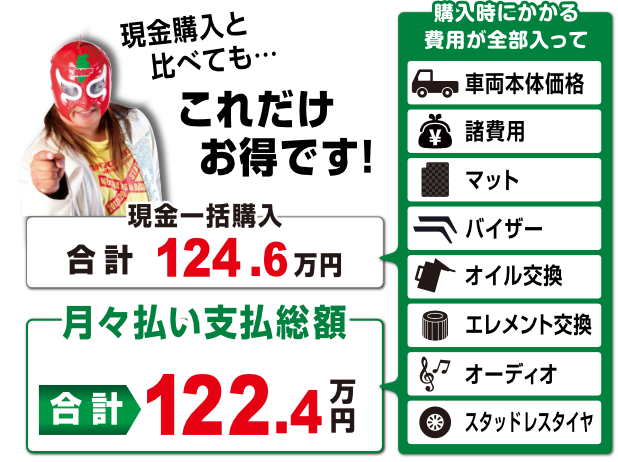 現金購入と
比べても…
これだけ
お得です!
購入時にかかる
費用が全部入って
車両本体価格
諸費用
マット
バイザー
オイル交換
エレメント交換
オーディオ
スタッドレスタイヤ
現金一括購入
合計 124.6万円
月々払い支払総額
合計 122.4万円